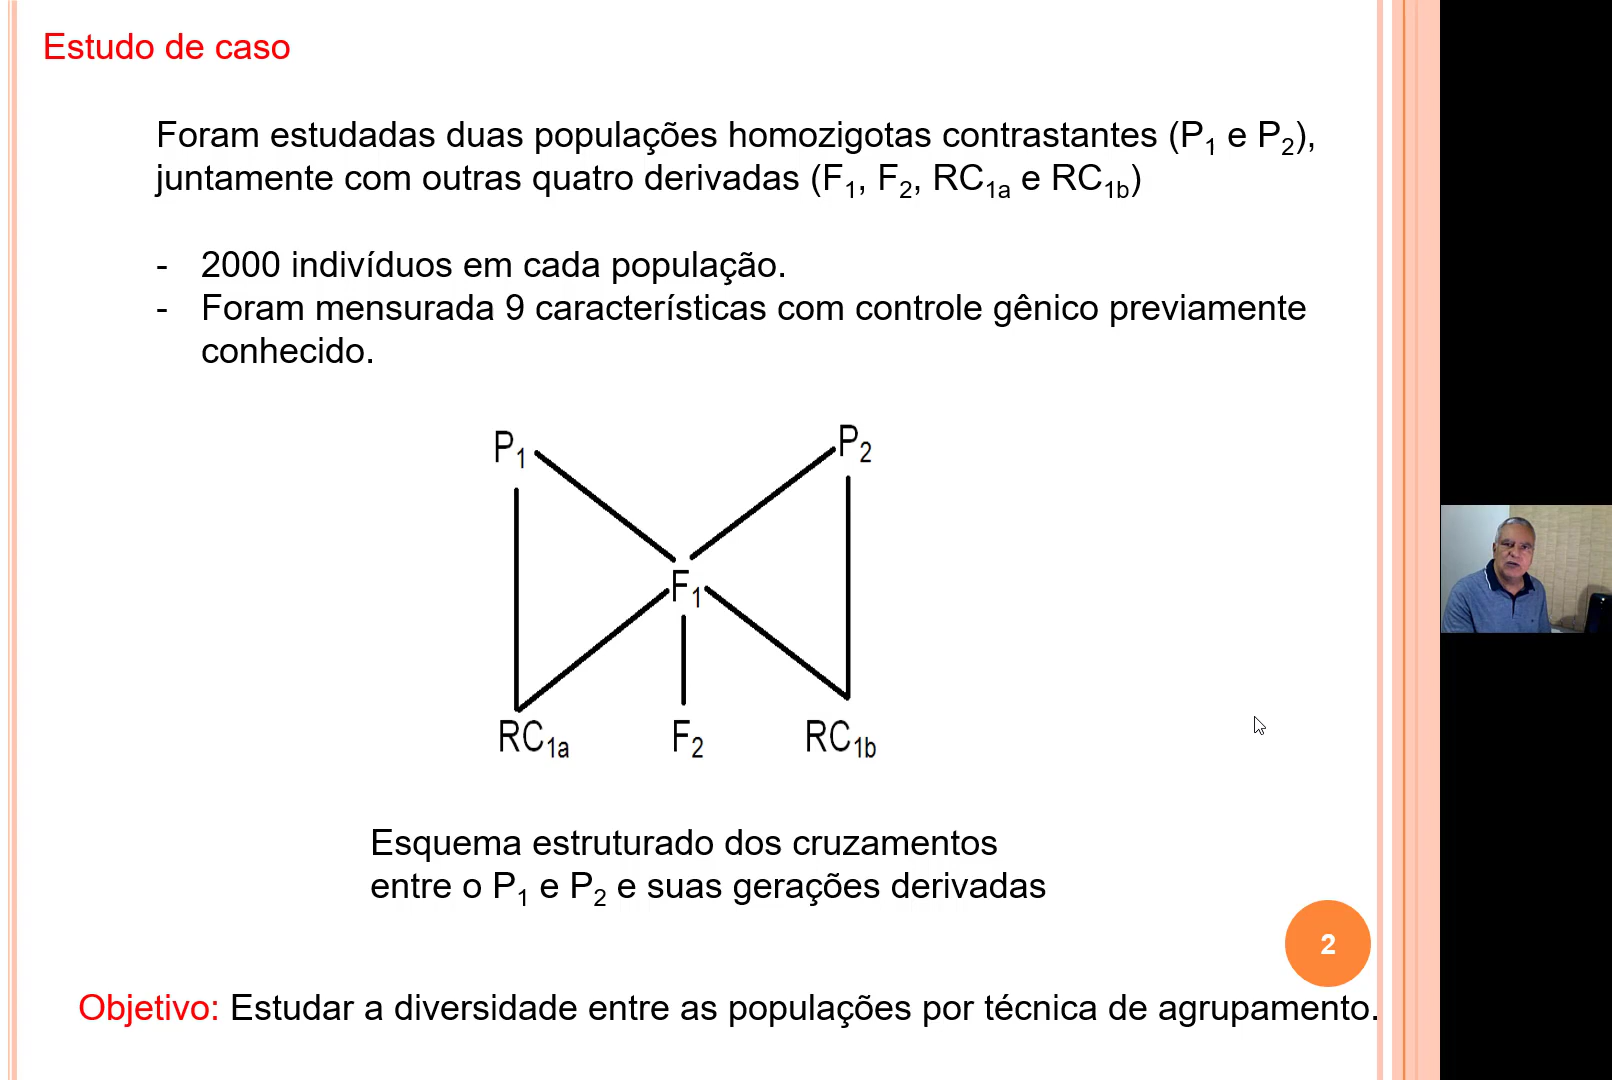 Estudo de caso
Foram estudadas duas populações homozigotas contrastantes (P1 e P2),
juntamente com outras quatro derivadas (F1, F2, RC1a e RC1b)
- 2000 indivíduos em cada população.
- Foram mensurada 9 características com controle gênico previamente
conhecido.
P1 P2
F1
RC1a F2 RC1b
Esquema estruturado dos cruzamentos
entre o P1 e P2 e suas gerações derivadas
2
Objetivo: Estudar a diversidade entre as populações por técnica de agrupamento.